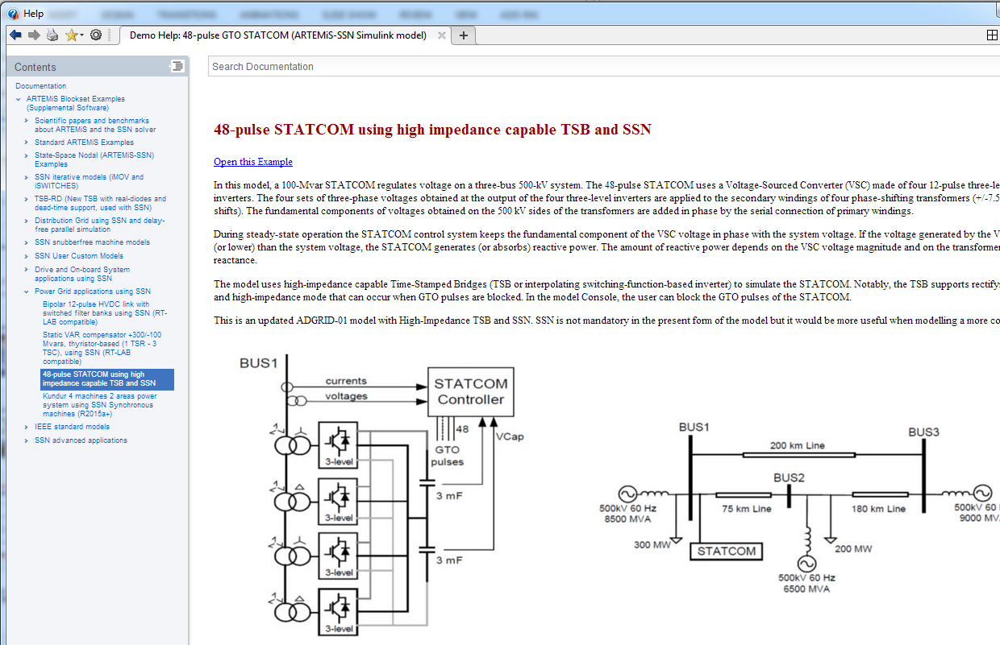 Help
INSERT DESIGN TRANSITIONS ANIMATIONS SLIDE SHOW REVIEW VIEW ADD-INS
Demo Help: 48-pulse GTO STATCOM (ARTEMiS-SSN Simulink model)
Contents
Search Documentation
Documentation
ARTEMiS Blockset Examples
(Supplemental Software)
Scientific papers and benchmarks
about ARTEMiS and the SSN solver
Standard ARTEMiS Examples
State-Space Nodal (ARTEMiS-SSN)
Examples
SSN iterative models (iMOV and
iSWITCHES)
TSB-RD (New TSB with real-diodes and
dead-time support, used with SSN)
Distribution Grid using SSN and delay-
free parallel simulation
SSN snubberfree machine models
SSN User Custom Models
Drive and On-board System
applications using SSN
Power Grid applications using SSN
Bipolar 12-pulse HVDC link with
switched filter banks using SSN (RT-
LAB compatible)
Static VAR compensator +300/-100
Mvars, thyristor-based (1 TSR - 3
TSC), using SSN (RT-LAB
compatible)
48-pulse STATCOM using high
impedance capable TSB and SSN
Kundur 4 machines 2 areas power
system using SSN Synchronous
machines (R2015a+)
IEEE standard models
SSN advanced applications
48-pulse STATCOM using high impedance capable TSB and SSN
Open this Example
In this model, a 100-Mvar STATCOM regulates voltage on a three-bus 500-kV system. The 48-pulse STATCOM uses a Voltage-Sourced Converter (VSC) made of four 12-pulse three-le
inverters. The four sets of three-phase voltages obtained at the output of the four three-level inverters are applied to the secondary windings of four phase-shifting transformers (+/-7.5
shifts). The fundamental components of voltages obtained on the 500 kV sides of the transformers are added in phase by the serial connection of primary windings.
During steady-state operation the STATCOM control system keeps the fundamental component of the VSC voltage in phase with the system voltage. If the voltage generated by the V
(or lower) than the system voltage, the STATCOM generates (or absorbs) reactive power. The amount of reactive power depends on the VSC voltage magnitude and on the transforme
reactance.
The model uses high-impedance capable Time-Stamped Bridges (TSB or interpolating switching-function-based inverter) to simulate the STATCOM. Notably, the TSB supports rectify
and high-impedance mode that can occur when GTO pulses are blocked. In the model Console, the user can block the GTO pulses of the STATCOM.
This is an updated ADGRID-01 model with High-Impedance TSB and SSN. SSN is not mandatory in the present form of the model but it would be more useful when modelling a more co
BUS1
currents
voltages
STATCOM
Controller
48
GTO
pulses
VCap
3-level
3 mF
3-level
3-level
3 mF
3-level
BUS1
BUS3
200 km Line
BUS2
500kV 60 Hz
8500 MVA
75 km Line
180 km Line
500kV 60
9000 MV
300 MW
STATCOM
200 MW
500kV 60 Hz
6500 MVA